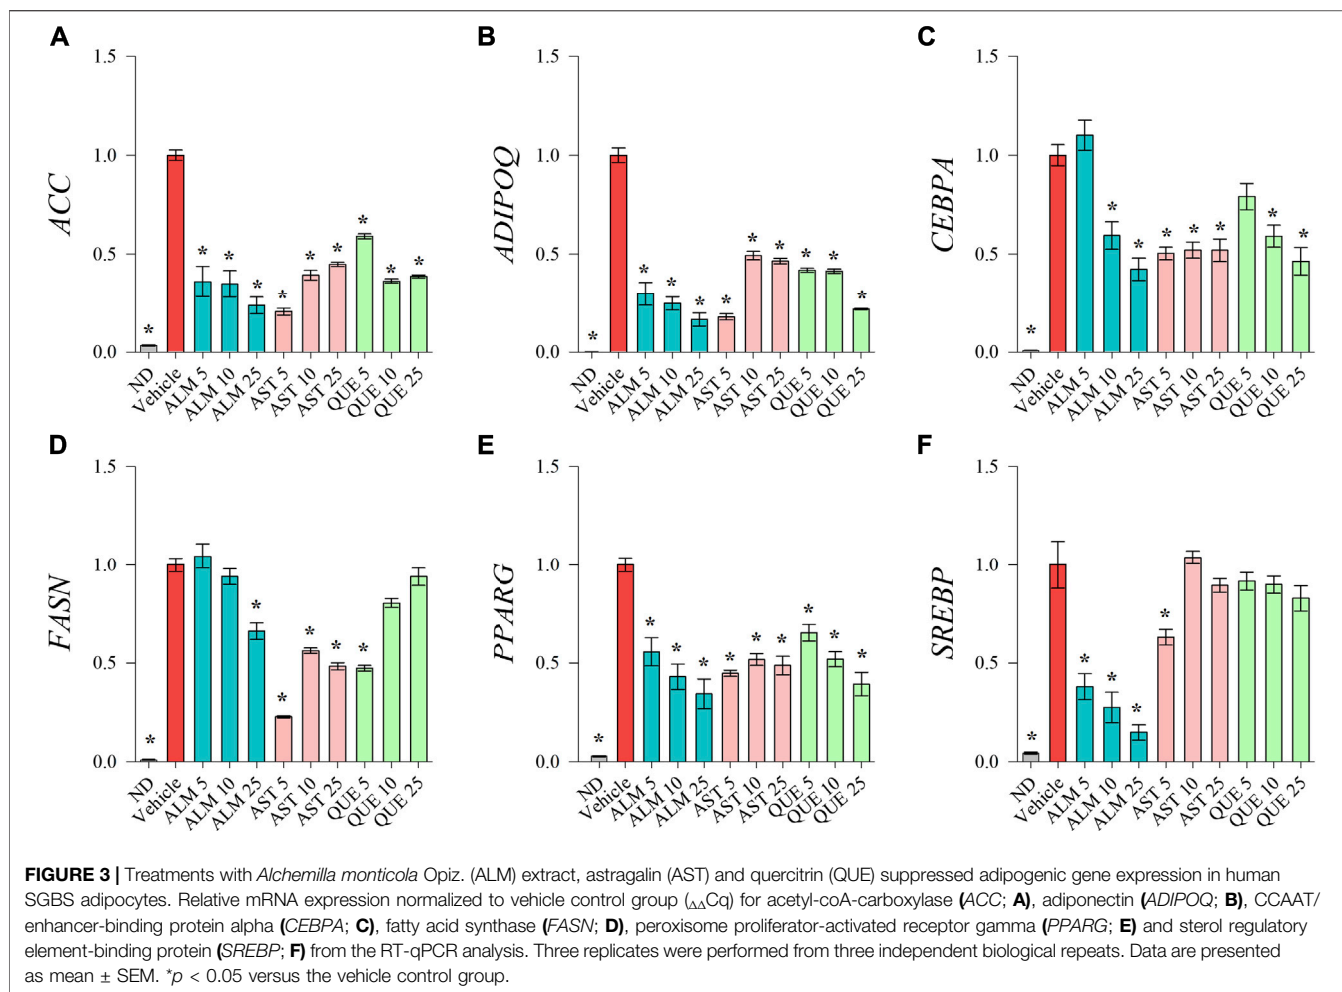 A
1.5
1.0
0.5
0.0
ACC
*
*
*
*
*
*
*
*
*
*
ND
Vehicle
ALM 5
ALM 10
ALM 25
AST 5
AST 10
AST 25
QUE 5
QUE 10
QUE 25
B
1.5
1.0
0.5
0.0
ADIPOQ
*
*
*
*
*
*
*
*
*
*
ND
Vehicle
ALM 5
ALM 10
ALM 25
AST 5
AST 10
AST 25
QUE 5
QUE 10
QUE 25
C
1.5
1.0
0.5
0.0
CEBPA
*
*
*
*
*
*
*
*
ND
Vehicle
ALM 5
ALM 10
ALM 25
AST 5
AST 10
AST 25
QUE 5
QUE 10
QUE 25
D
1.5
1.0
0.5
0.0
FASN
*
*
*
*
*
*
ND
Vehicle
ALM 5
ALM 10
ALM 25
AST 5
AST 10
AST 25
QUE 5
QUE 10
QUE 25
E
1.5
1.0
0.5
0.0
PPARG
*
*
*
*
*
*
*
*
*
*
ND
Vehicle
ALM 5
ALM 10
ALM 25
AST 5
AST 10
AST 25
QUE 5
QUE 10
QUE 25
F
1.5
1.0
0.5
0.0
SREBP
*
*
*
*
*
ND
Vehicle
ALM 5
ALM 10
ALM 25
AST 5
AST 10
AST 25
QUE 5
QUE 10
QUE 25
FIGURE 3 | Treatments with Alchemilla monticola Opiz. (ALM) extract, astragalin (AST) and quercitrin (QUE) suppressed adipogenic gene expression in human
SGBS adipocytes. Relative mRNA expression normalized to vehicle control group (ΔΔCq) for acetyl-coA-carboxylase (ACC; A), adiponectin (ADIPOQ; B), CCAAT/
enhancer-binding protein alpha (CEBPA; C), fatty acid synthase (FASN; D), peroxisome proliferator-activated receptor gamma (PPARG; E) and sterol regulatory
element-binding protein (SREBP; F) from the RT-qPCR analysis. Three replicates were performed from three independent biological repeats. Data are presented
as mean ± SEM. *p < 0.05 versus the vehicle control group.